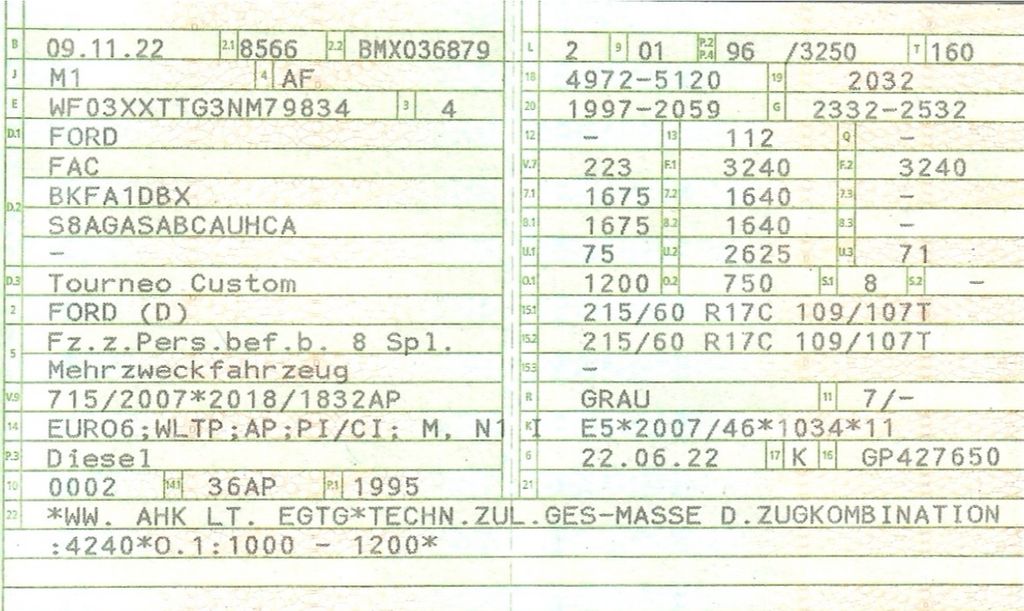 B 09.11.22 2.1 8566 2.2 BMX036879
J M1 4 AF
E WF03XXTTG3NM79834 3 4
D.1 FORD
FAC
D.2 BKFA1DBX
S8AGASABCAUHCA
–
D.3 Tourneo Custom
2 FORD (D)
5 Fz.z.Pers.bef.b. 8 Spl.
Mehrzweckfahrzeug
V.9 715/2007*2018/1832AP
14 EURO6;WLTP;AP;PI/CI; M, N1 I
P.3 Diesel
10 0002 14.1 36AP P.1 1995
L 2 9 01 P.2 P.4 96 /3250 T 160
18 4972-5120 19 2032
20 1997-2059 G 2332-2532
12 – 13 112 Q –
V.7 223 F.1 3240 F.2 3240
7.1 1675 7.2 1640 7.3 –
8.1 1675 8.2 1640 8.3 –
U.1 75 U.2 2625 U.3 71
O.1 1200 O.2 750 S.1 8 S.2 –
15.1 215/60 R17C 109/107T
15.2 215/60 R17C 109/107T
15.3 –
R GRAU 11 7/–
K E5*2007/46*1034*11
6 22.06.22 17 K 16 GP427650
21
22 *WW. AHK LT. EGTG*TECHN.ZUL.GES-MASSE D.ZUGKOMBINATION
:4240*O.1:1000 – 1200*